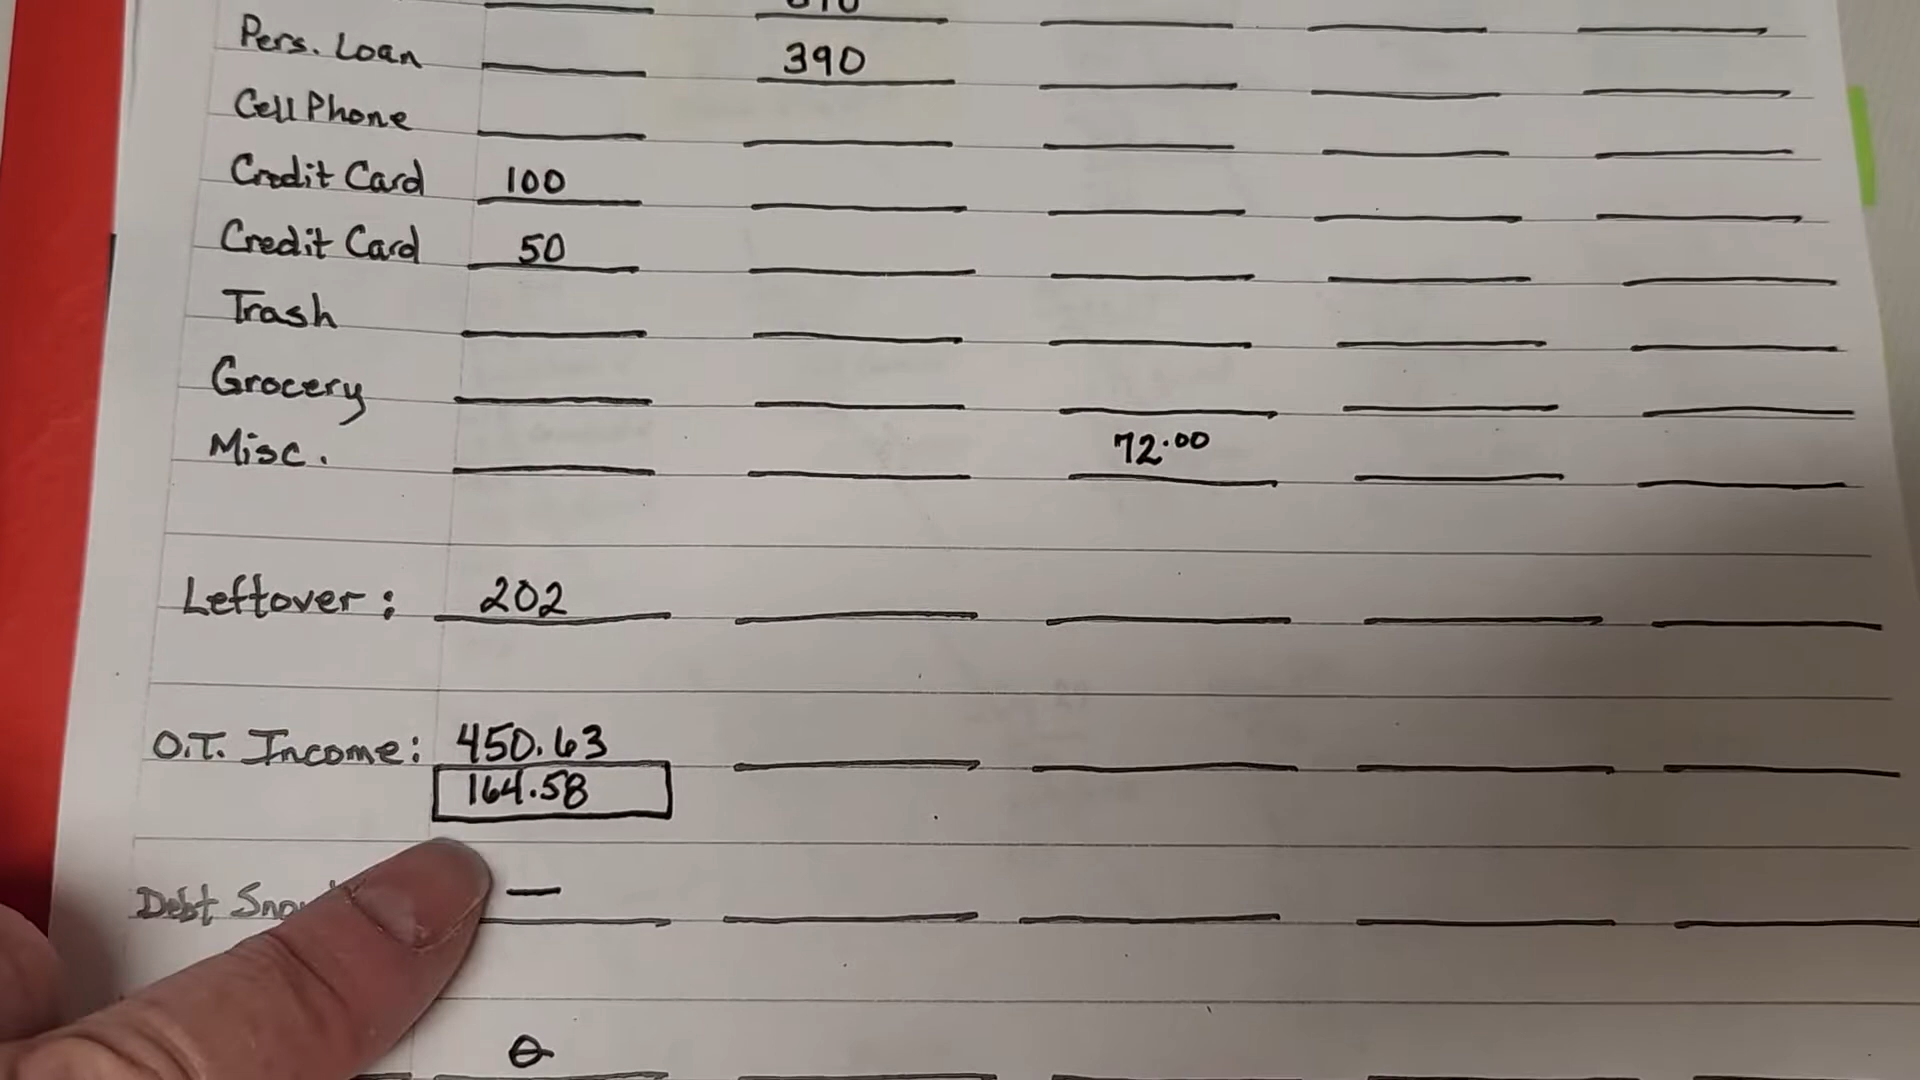 Pers. Loan 390
Cell Phone
Credit Card 100
Credit Card 50
Trash
Grocery
Misc. 72.00
Leftover: 202
O.T. Income: 450.63
164.58
Debt —